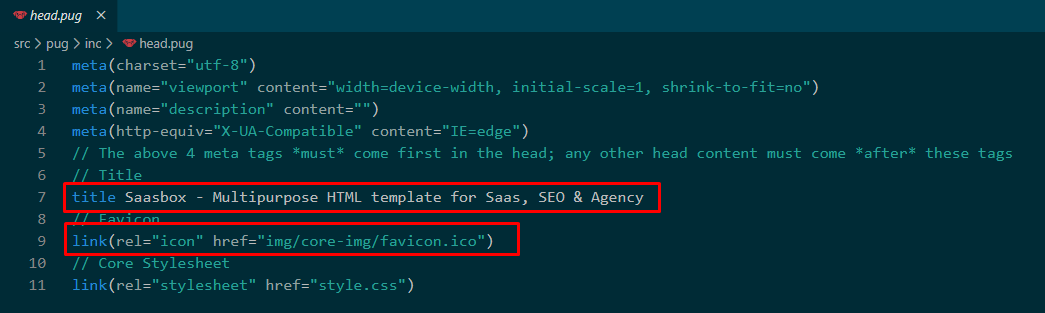 head.pug ×
src > pug > inc > head.pug
1 meta(charset="utf-8")
2 meta(name="viewport" content="width=device-width, initial-scale=1, shrink-to-fit=no")
3 meta(name="description" content="")
4 meta(http-equiv="X-UA-Compatible" content="IE=edge")
5 // The above 4 meta tags *must* come first in the head; any other head content must come *after* these tags
6 // Title
7 title Saasbox - Multipurpose HTML template for Saas, SEO & Agency
8 // Favicon
9 link(rel="icon" href="img/core-img/favicon.ico")
10 // Core Stylesheet
11 link(rel="stylesheet" href="style.css")